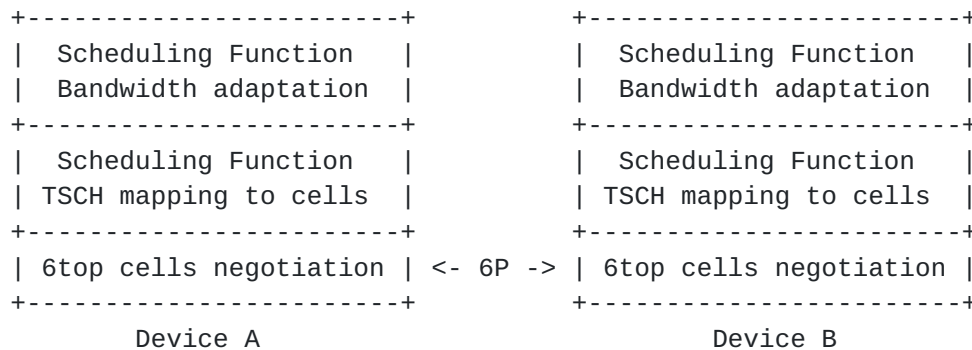 +-------------------------+          +-------------------------+
|  Scheduling Function    |          |  Scheduling Function    |
|  Bandwidth adaptation   |          |  Bandwidth adaptation   |
+-------------------------+          +-------------------------+
|  Scheduling Function    |          |  Scheduling Function    |
| TSCH mapping to cells   |          | TSCH mapping to cells   |
+-------------------------+          +-------------------------+
| 6top cells negotiation  | <- 6P -> | 6top cells negotiation  |
+-------------------------+          +-------------------------+
        Device A                              Device B